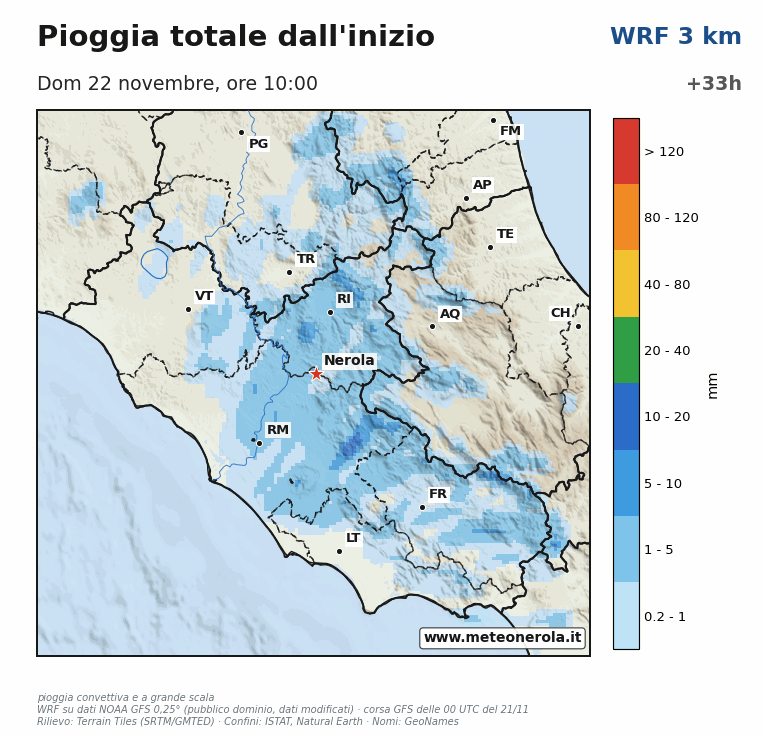 Pioggia totale dall'inizio
WRF 3 km
Dom 22 novembre, ore 10:00
+33h
FM
PG
AP
TE
TR
VT
RI
AQ
CH
Nerola
RM
FR
LT
www.meteonerola.it
> 120
80 - 120
40 - 80
20 - 40
10 - 20
5 - 10
1 - 5
0.2 - 1
mm
pioggia convettiva e a grande scala
WRF su dati NOAA GFS 0,25° (pubblico dominio, dati modificati) · corsa GFS delle 00 UTC del 21/11
Rilievo: Terrain Tiles (SRTM/GMTED) · Confini: ISTAT, Natural Earth · Nomi: GeoNames